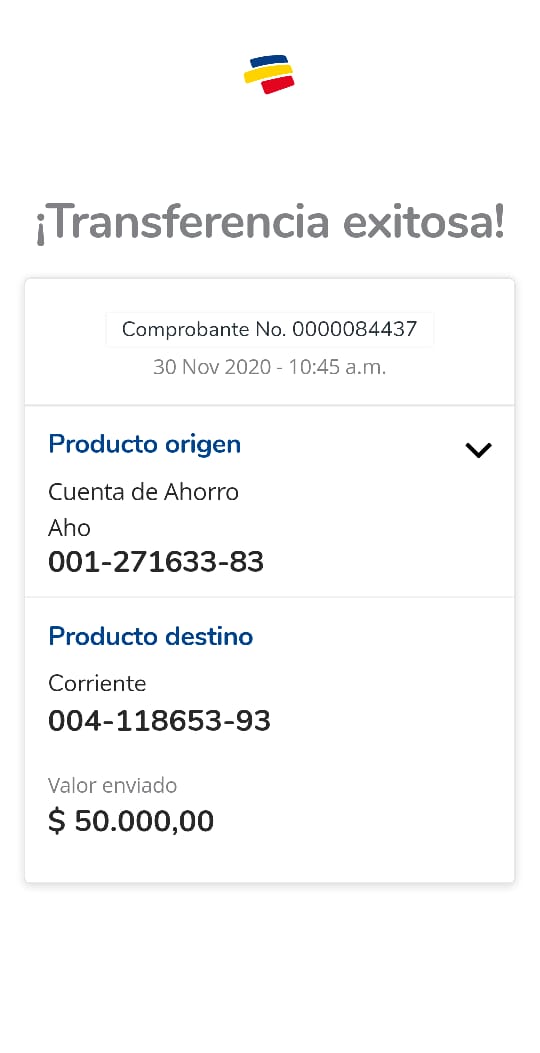 ¡Transferencia exitosa!
Comprobante No. 0000084437
30 Nov 2020 - 10:45 a.m.
Producto origen
Cuenta de Ahorro
Aho
001-271633-83
Producto destino
Corriente
004-118653-93
Valor enviado
$ 50.000,00